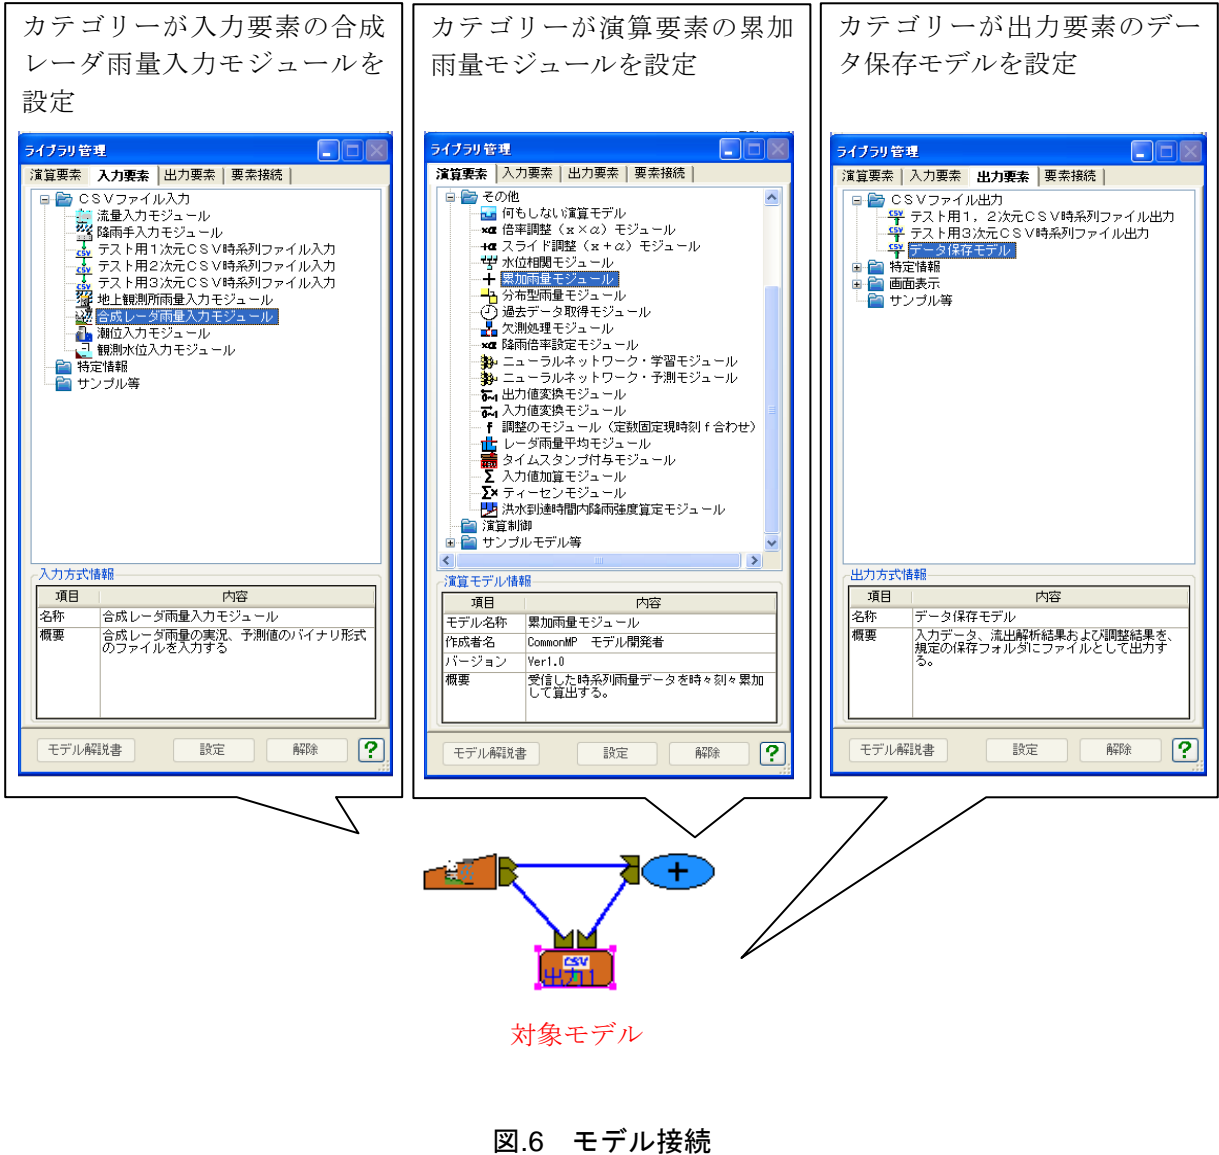 カテゴリーが入力要素の合成
レーダ雨量入力モジュールを
設定
ライブラリ管理
演算要素 入力要素 出力要素 要素接続
CSVファイル入力
流量入力モジュール
降雨手入力モジュール
テスト用1次元CSV時系列ファイル入力
テスト用2次元CSV時系列ファイル入力
テスト用3次元CSV時系列ファイル入力
地上観測所雨量入力モジュール
合成レーダ雨量入力モジュール
潮位入力モジュール
観測水位入力モジュール
特定情報
サンプル等
入力方式情報
項目 内容
名称 合成レーダ雨量入力モジュール
概要 合成レーダ雨量の実況、予測値のバイナリ形式
のファイルを入力する
モデル解説書 設定 解除 ?
カテゴリーが演算要素の累加
雨量モジュールを設定
ライブラリ管理
演算要素 入力要素 出力要素 要素接続
その他
何もしない演算モデル
倍率調整（x×α）モジュール
スライド調整（x+α）モジュール
水位相関モジュール
累加雨量モジュール
分布型雨量モジュール
過去データ取得モジュール
欠測処理モジュール
降雨倍率設定モジュール
ニューラルネットワーク・学習モジュール
ニューラルネットワーク・予測モジュール
出力値変換モジュール
入力値変換モジュール
調整のモジュール（定数固定現時刻f合わせ）
レーダ雨量平均モジュール
タイムスタンプ付与モジュール
入力値加算モジュール
ティーセンモジュール
洪水到達時間内降雨強度算定モジュール
演算制御
サンプルモデル等
演算モデル情報
項目 内容
モデル名称 累加雨量モジュール
作成者名 CommonMP モデル開発者
バージョン Ver1.0
概要 受信した時系列雨量データを時々刻々累加
して算出する。
モデル解説書 設定 解除 ?
カテゴリーが出力要素のデー
タ保存モデルを設定
ライブラリ管理
演算要素 入力要素 出力要素 要素接続
CSVファイル出力
テスト用1，2次元CSV時系列ファイル出力
テスト用3次元CSV時系列ファイル出力
データ保存モデル
特定情報
画面表示
サンプル等
出力方式情報
項目 内容
名称 データ保存モデル
概要 入力データ、流出解析結果および調整結果を、
規定の保存フォルダにファイルとして出力す
る。
モデル解説書 設定 解除 ?
CSV
出力1
対象モデル
図.6 モデル接続